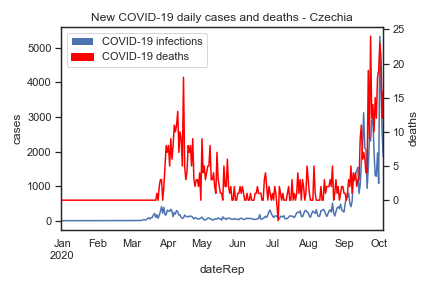 New COVID-19 daily cases and deaths - Czechia
COVID-19 infections
COVID-19 deaths
cases
5000
4000
3000
2000
1000
0
deaths
25
20
15
10
5
0
Jan Feb Mar Apr May Jun Jul Aug Sep Oct
2020
dateRep